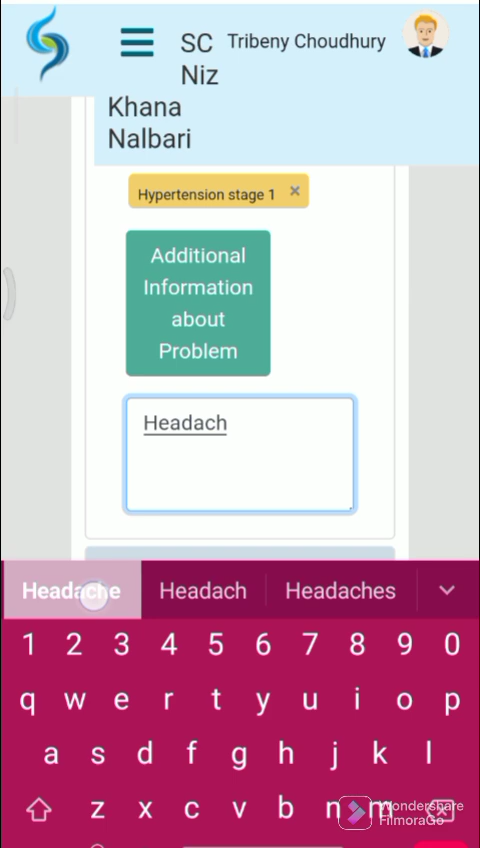 SC
Tribeny Choudhury
Niz
Khana
Nalbari
Hypertension stage 1 ×
Additional
Information
about
Problem
Headach
Headache Headach Headaches
1 2 3 4 5 6 7 8 9 0
q w e r t y u i o p
a s d f g h j k l
z x c v b n m
Wondershare
FilmoraGo